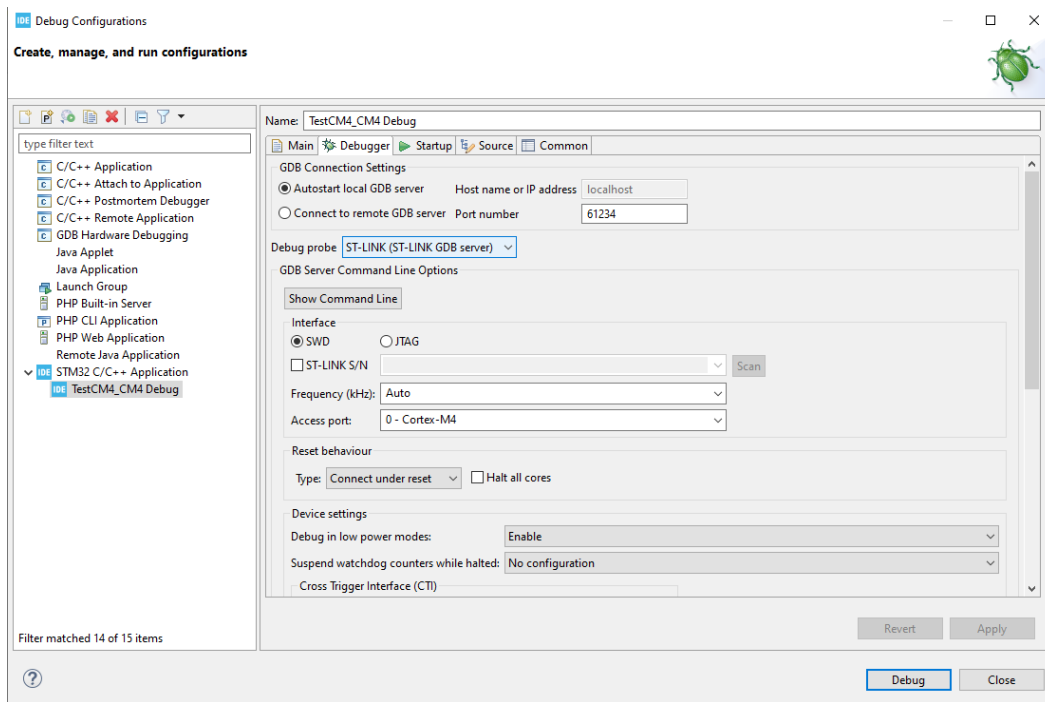 IDE Debug Configurations
Create, manage, and run configurations
type filter text
C/C++ Application
C/C++ Attach to Application
C/C++ Postmortem Debugger
C/C++ Remote Application
GDB Hardware Debugging
Java Applet
Java Application
Launch Group
PHP Built-in Server
PHP CLI Application
PHP Web Application
Remote Java Application
IDE STM32 C/C++ Application
IDE TestCM4_CM4 Debug
Filter matched 14 of 15 items
Name: TestCM4_CM4 Debug
Main Debugger Startup Source Common
GDB Connection Settings
Autostart local GDB server Host name or IP address localhost
Connect to remote GDB server Port number 61234
Debug probe ST-LINK (ST-LINK GDB server)
GDB Server Command Line Options
Show Command Line
Interface
SWD JTAG
ST-LINK S/N Scan
Frequency (kHz): Auto
Access port: 0 - Cortex-M4
Reset behaviour
Type: Connect under reset Halt all cores
Device settings
Debug in low power modes: Enable
Suspend watchdog counters while halted: No configuration
Cross Trigger Interface (CTI)
Revert Apply
? Debug Close